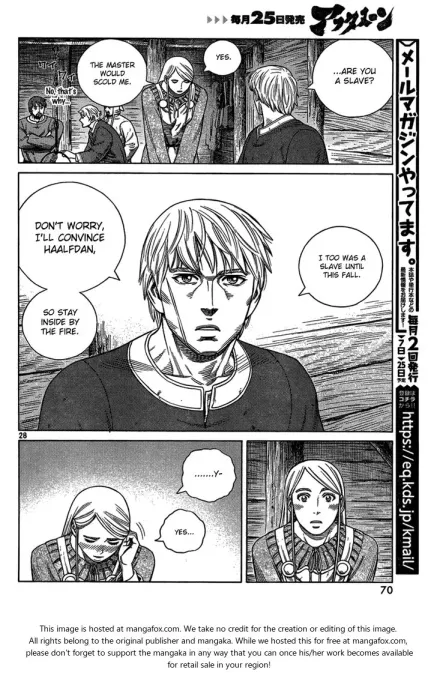 ▷▷▷毎月25日発売 アフタヌーン
...ARE YOU
A SLAVE?
YES.
THE MASTER
WOULD
SCOLD ME.
ワイ
ワイ
No, that's
why...
メールマガジンやってます。
毎月2回発行
https://eq.kds.jp/kmail/
I TOO WAS A
SLAVE UNTIL
THIS FALL.
DON'T WORRY,
I'LL CONVINCE
HAALFDAN,
SO STAY
INSIDE BY
THE FIRE.
28
.......Y-
YES...
70
This image is hosted at mangafox.com. We take no credit for the creation or editing of this image.
All rights belong to the original publisher and mangaka. While we hosted this for free at mangafox.com,
please don't forget to support the mangaka in any way that you can once his/her work becomes available
for retail sale in your region!